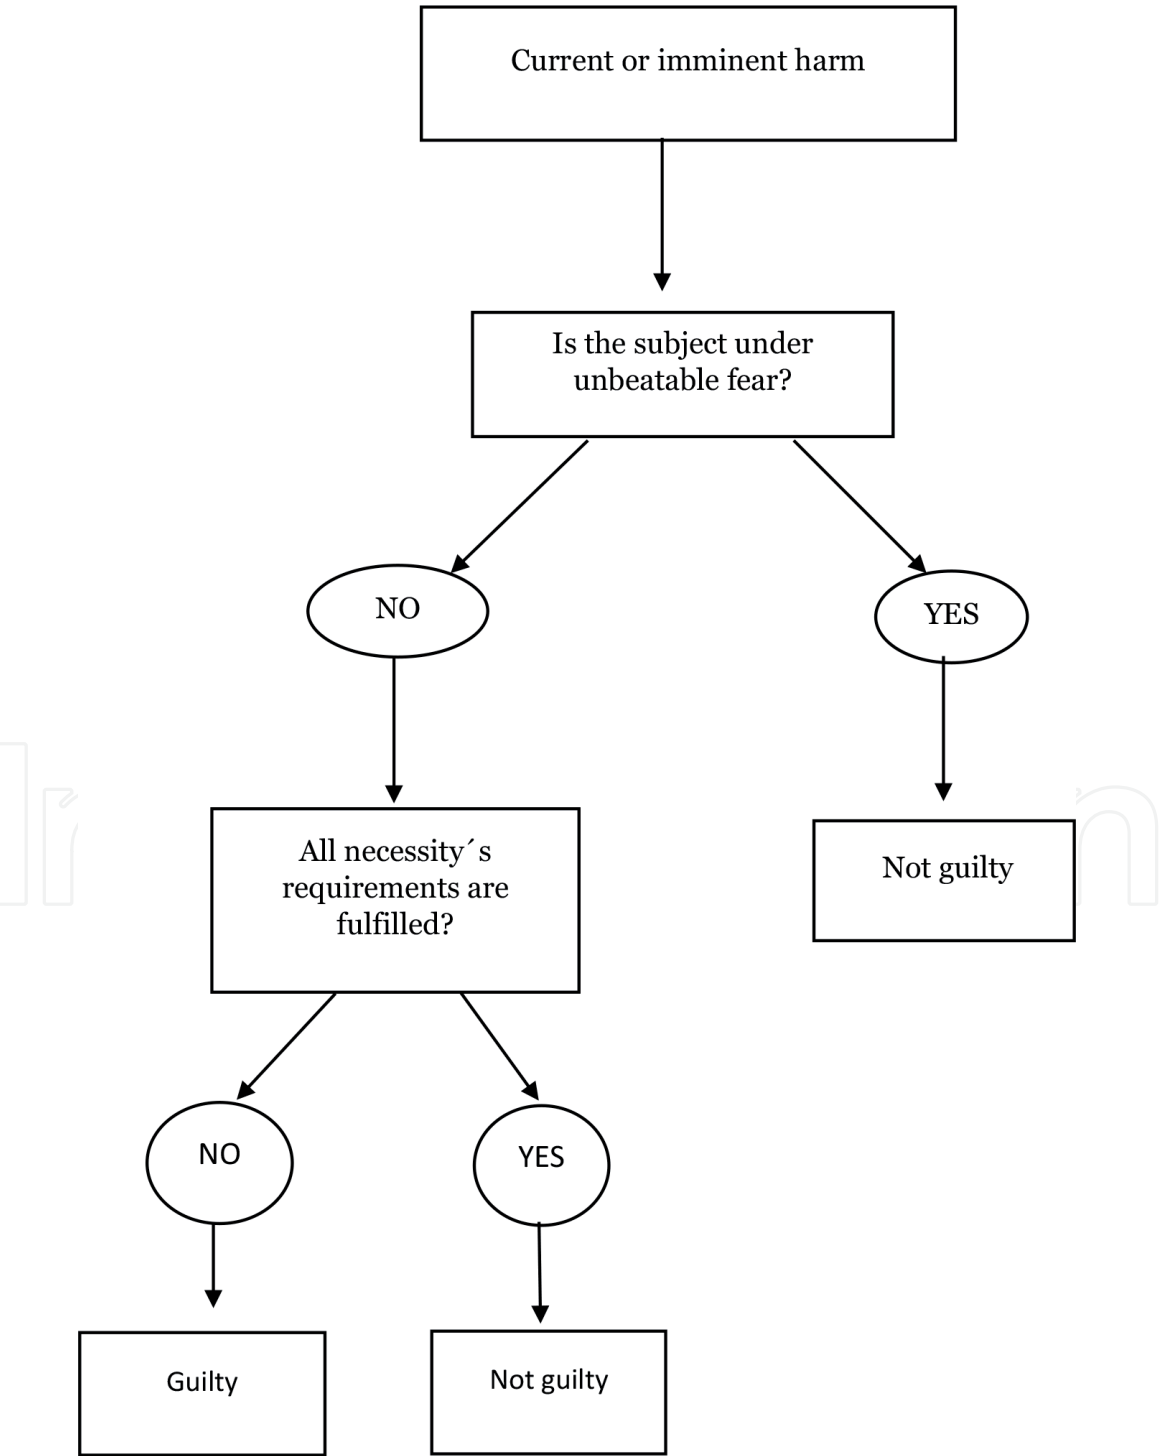 Current or imminent harm
Is the subject under
unbeatable fear?
NO
YES
All necessity´s
requirements are
fulfilled?
Not guilty
NO
YES
Guilty
Not guilty